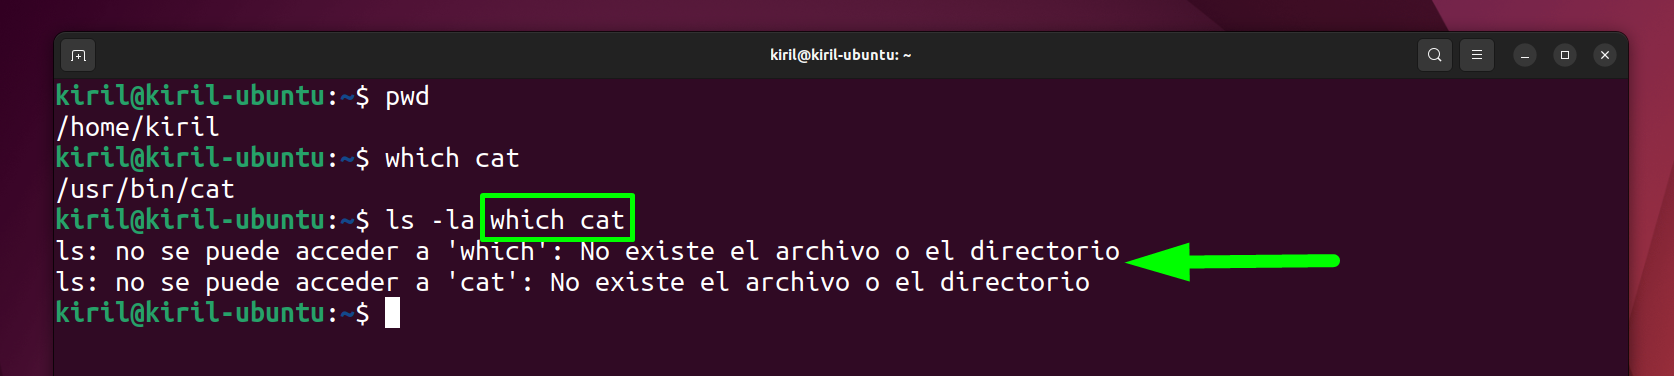 kiril@kiril-ubuntu: ~
kiril@kiril-ubuntu:~$ pwd
/home/kiril
kiril@kiril-ubuntu:~$ which cat
/usr/bin/cat
kiril@kiril-ubuntu:~$ ls -la which cat
ls: no se puede acceder a 'which': No existe el archivo o el directorio
ls: no se puede acceder a 'cat': No existe el archivo o el directorio
kiril@kiril-ubuntu:~$